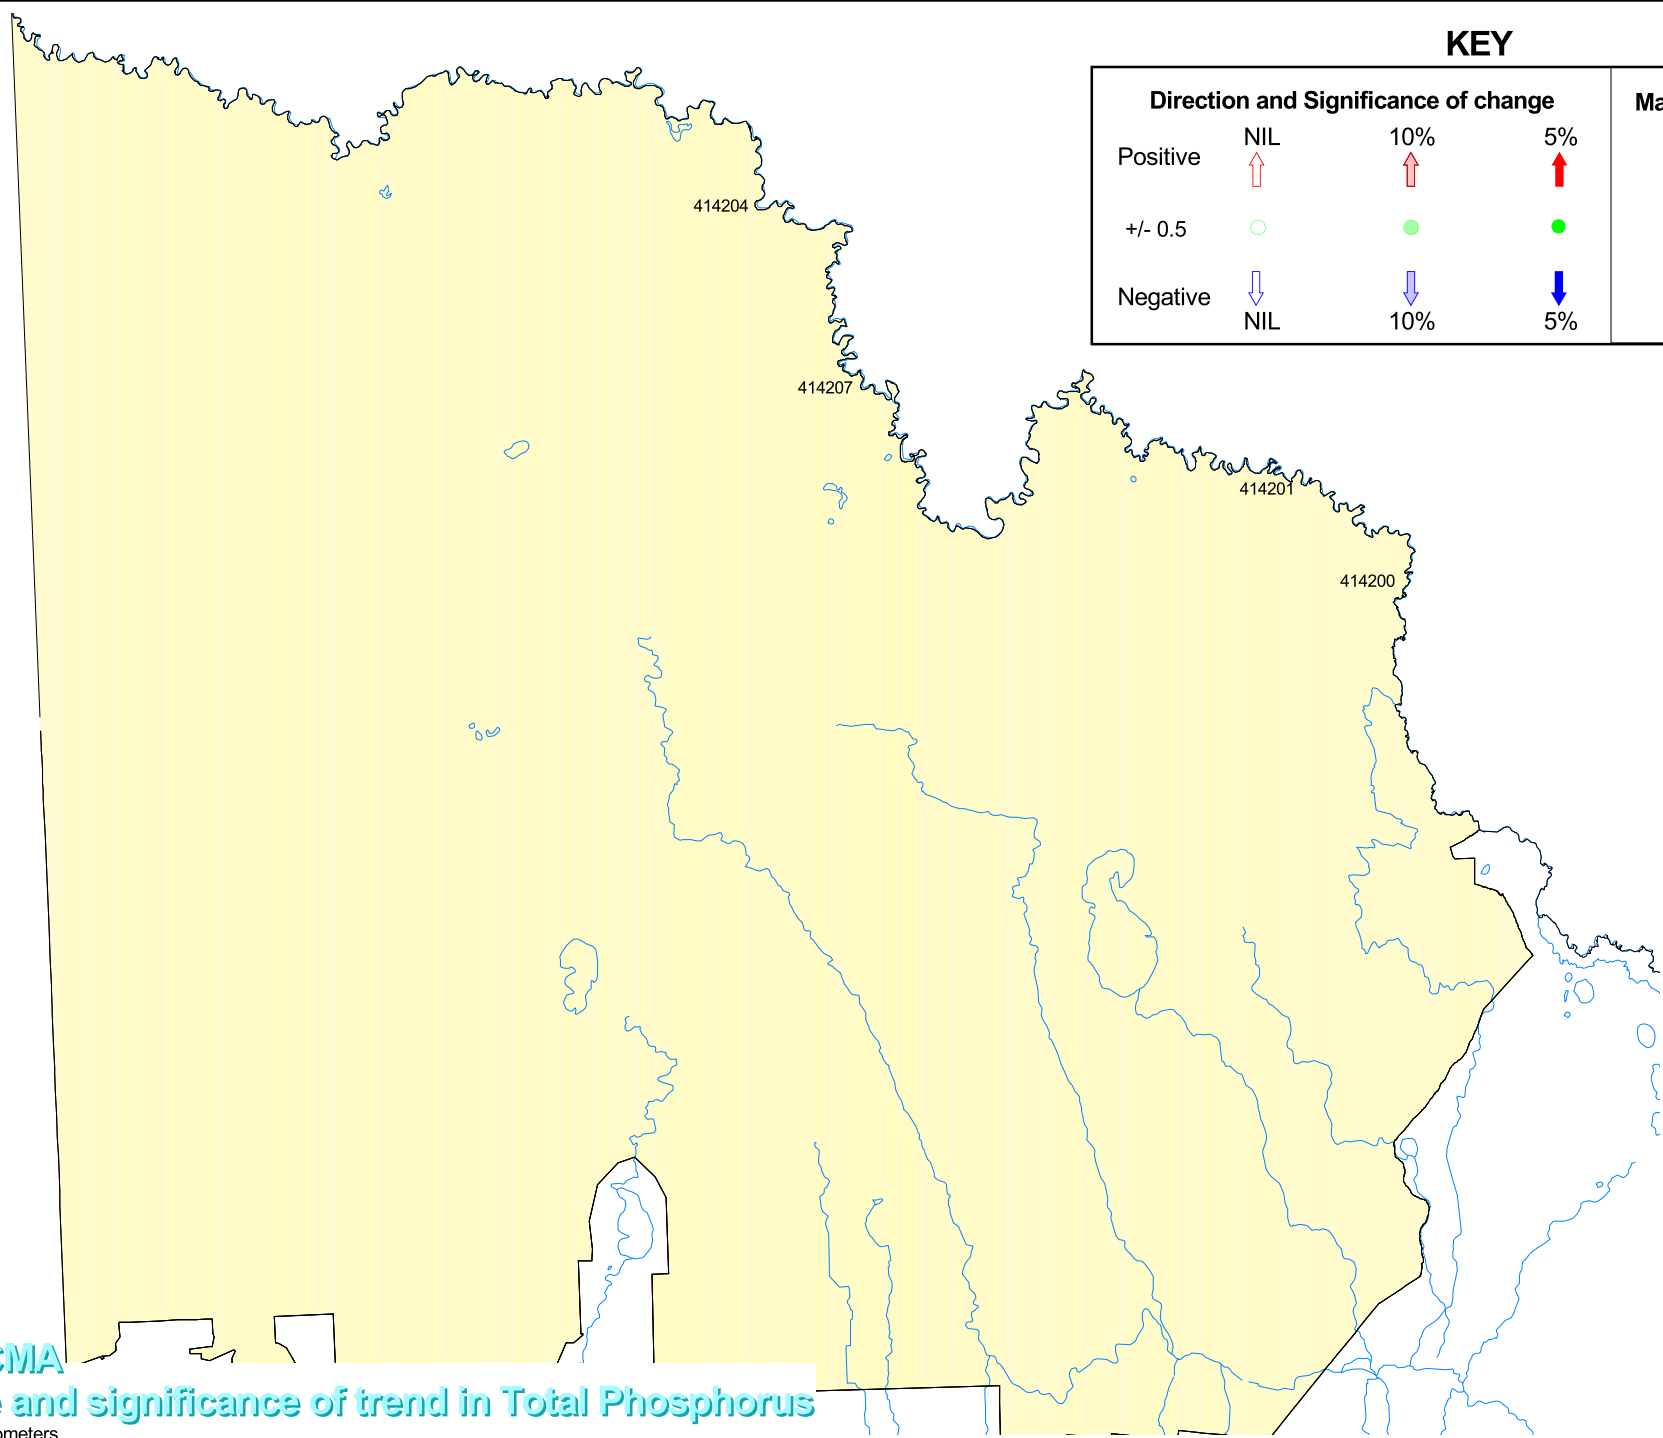 KEY
Direction and Significance of change
NIL 10% 5%
Positive
+/- 0.5
Negative
NIL 10% 5%
414204
414207
414201
414200
CMA
and significance of trend in Total Phosphorus